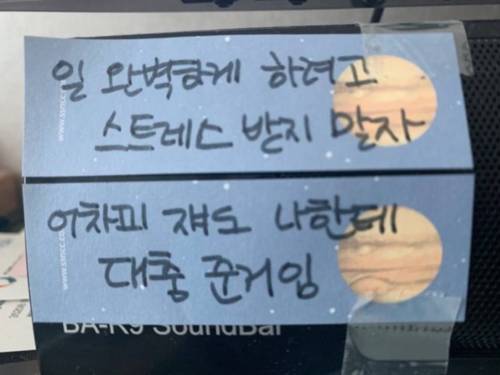 일 완벽하게 하려고
스트레스 받지 말자
어차피 쟤도 나한테
대충 준거임
BA-R9 SoundBar